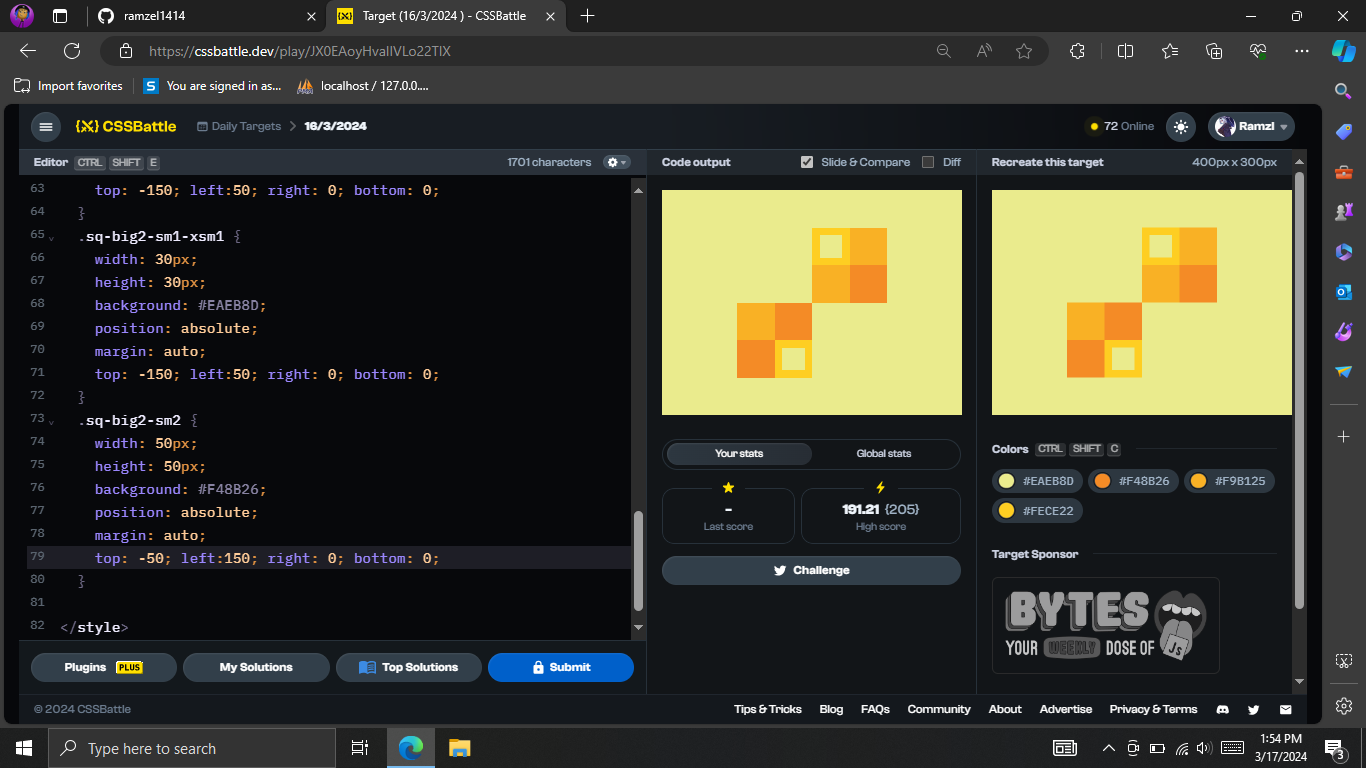 ramzel1414
Target (16/3/2024 ) - CSSBattle
https://cssbattle.dev/play/JX0EAoyHvalIVLo22TIX
Import favorites
S You are signed in as...
localhost / 127.0.0....
{X} CSSBattle
Daily Targets
16/3/2024
72 Online
Ramzl
Editor CTRL SHIFT E
1701 characters
Code output
Slide & Compare
Diff
Recreate this target
400px x 300px
63 top: -150; left:50; right: 0; bottom: 0;
64 }
65 .sq-big2-sm1-xsm1 {
66 width: 30px;
67 height: 30px;
68 background: #EAEB8D;
69 position: absolute;
70 margin: auto;
71 top: -150; left:50; right: 0; bottom: 0;
72 }
73 .sq-big2-sm2 {
74 width: 50px;
75 height: 50px;
76 background: #F48B26;
77 position: absolute;
78 margin: auto;
79 top: -50; left:150; right: 0; bottom: 0;
80 }
81
82 </style>
Your stats
Global stats
-
Last score
191.21 {205}
High score
Challenge
Colors CTRL SHIFT C
#EAEB8D
#F48B26
#F9B125
#FECE22
Target Sponsor
BYTES
YOUR WEEKLY DOSE OF JS
Plugins PLUS
My Solutions
Top Solutions
Submit
© 2024 CSSBattle
Tips & Tricks
Blog
FAQs
Community
About
Advertise
Privacy & Terms
Type here to search
1:54 PM
3/17/2024
3